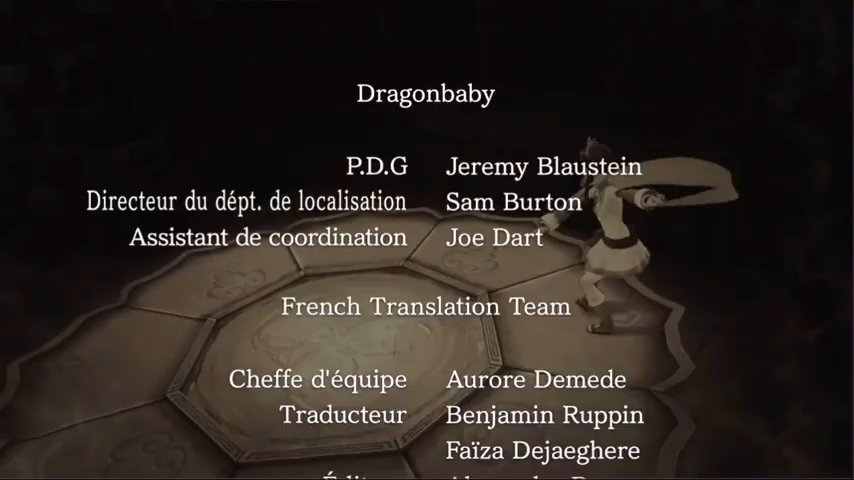 Dragonbaby
P.D.G Jeremy Blaustein
Directeur du dépt. de localisation Sam Burton
Assistant de coordination Joe Dart
French Translation Team
Cheffe d'équipe Aurore Demede
Traducteur Benjamin Ruppin
Faïza Dejaeghere